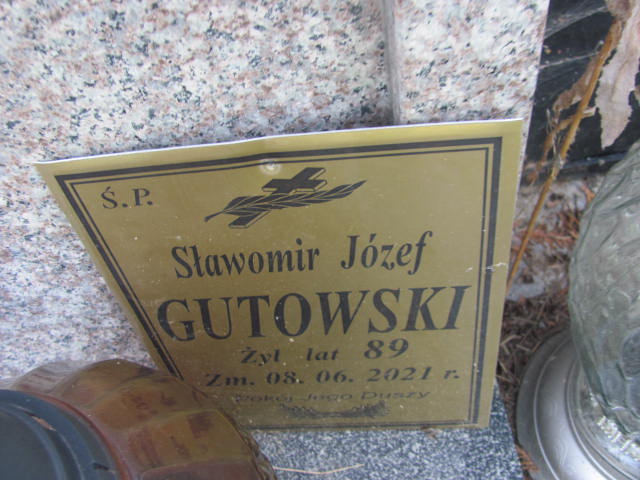 Ś.P.
Sławomir Józef
GUTOWSKI
Żył lat 89
Zm. 08. 06. 2021 r.
Pokój Jego Duszy